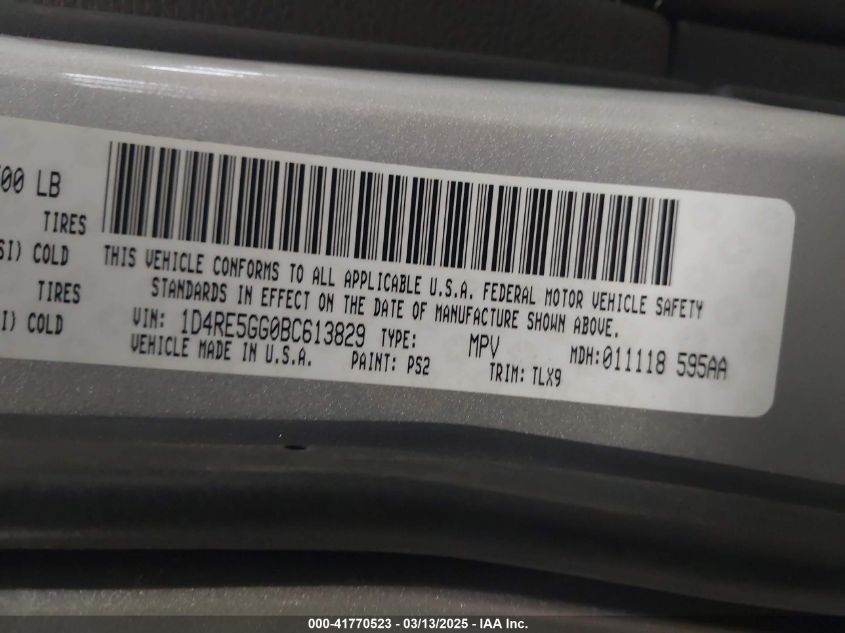 00 LB
TIRES
SI) COLD
TIRES
I) COLD
THIS VEHICLE CONFORMS TO ALL APPLICABLE U.S.A. FEDERAL MOTOR VEHICLE SAFETY
STANDARDS IN EFFECT ON THE DATE OF MANUFACTURE SHOWN ABOVE.
VIN: 1D4RE5GG0BC613829 TYPE: MPV MDH:011118 595AA
VEHICLE MADE IN U.S.A. PAINT: PS2 TRIM: TLX9
000-41770523 - 03/13/2025 - IAA Inc.